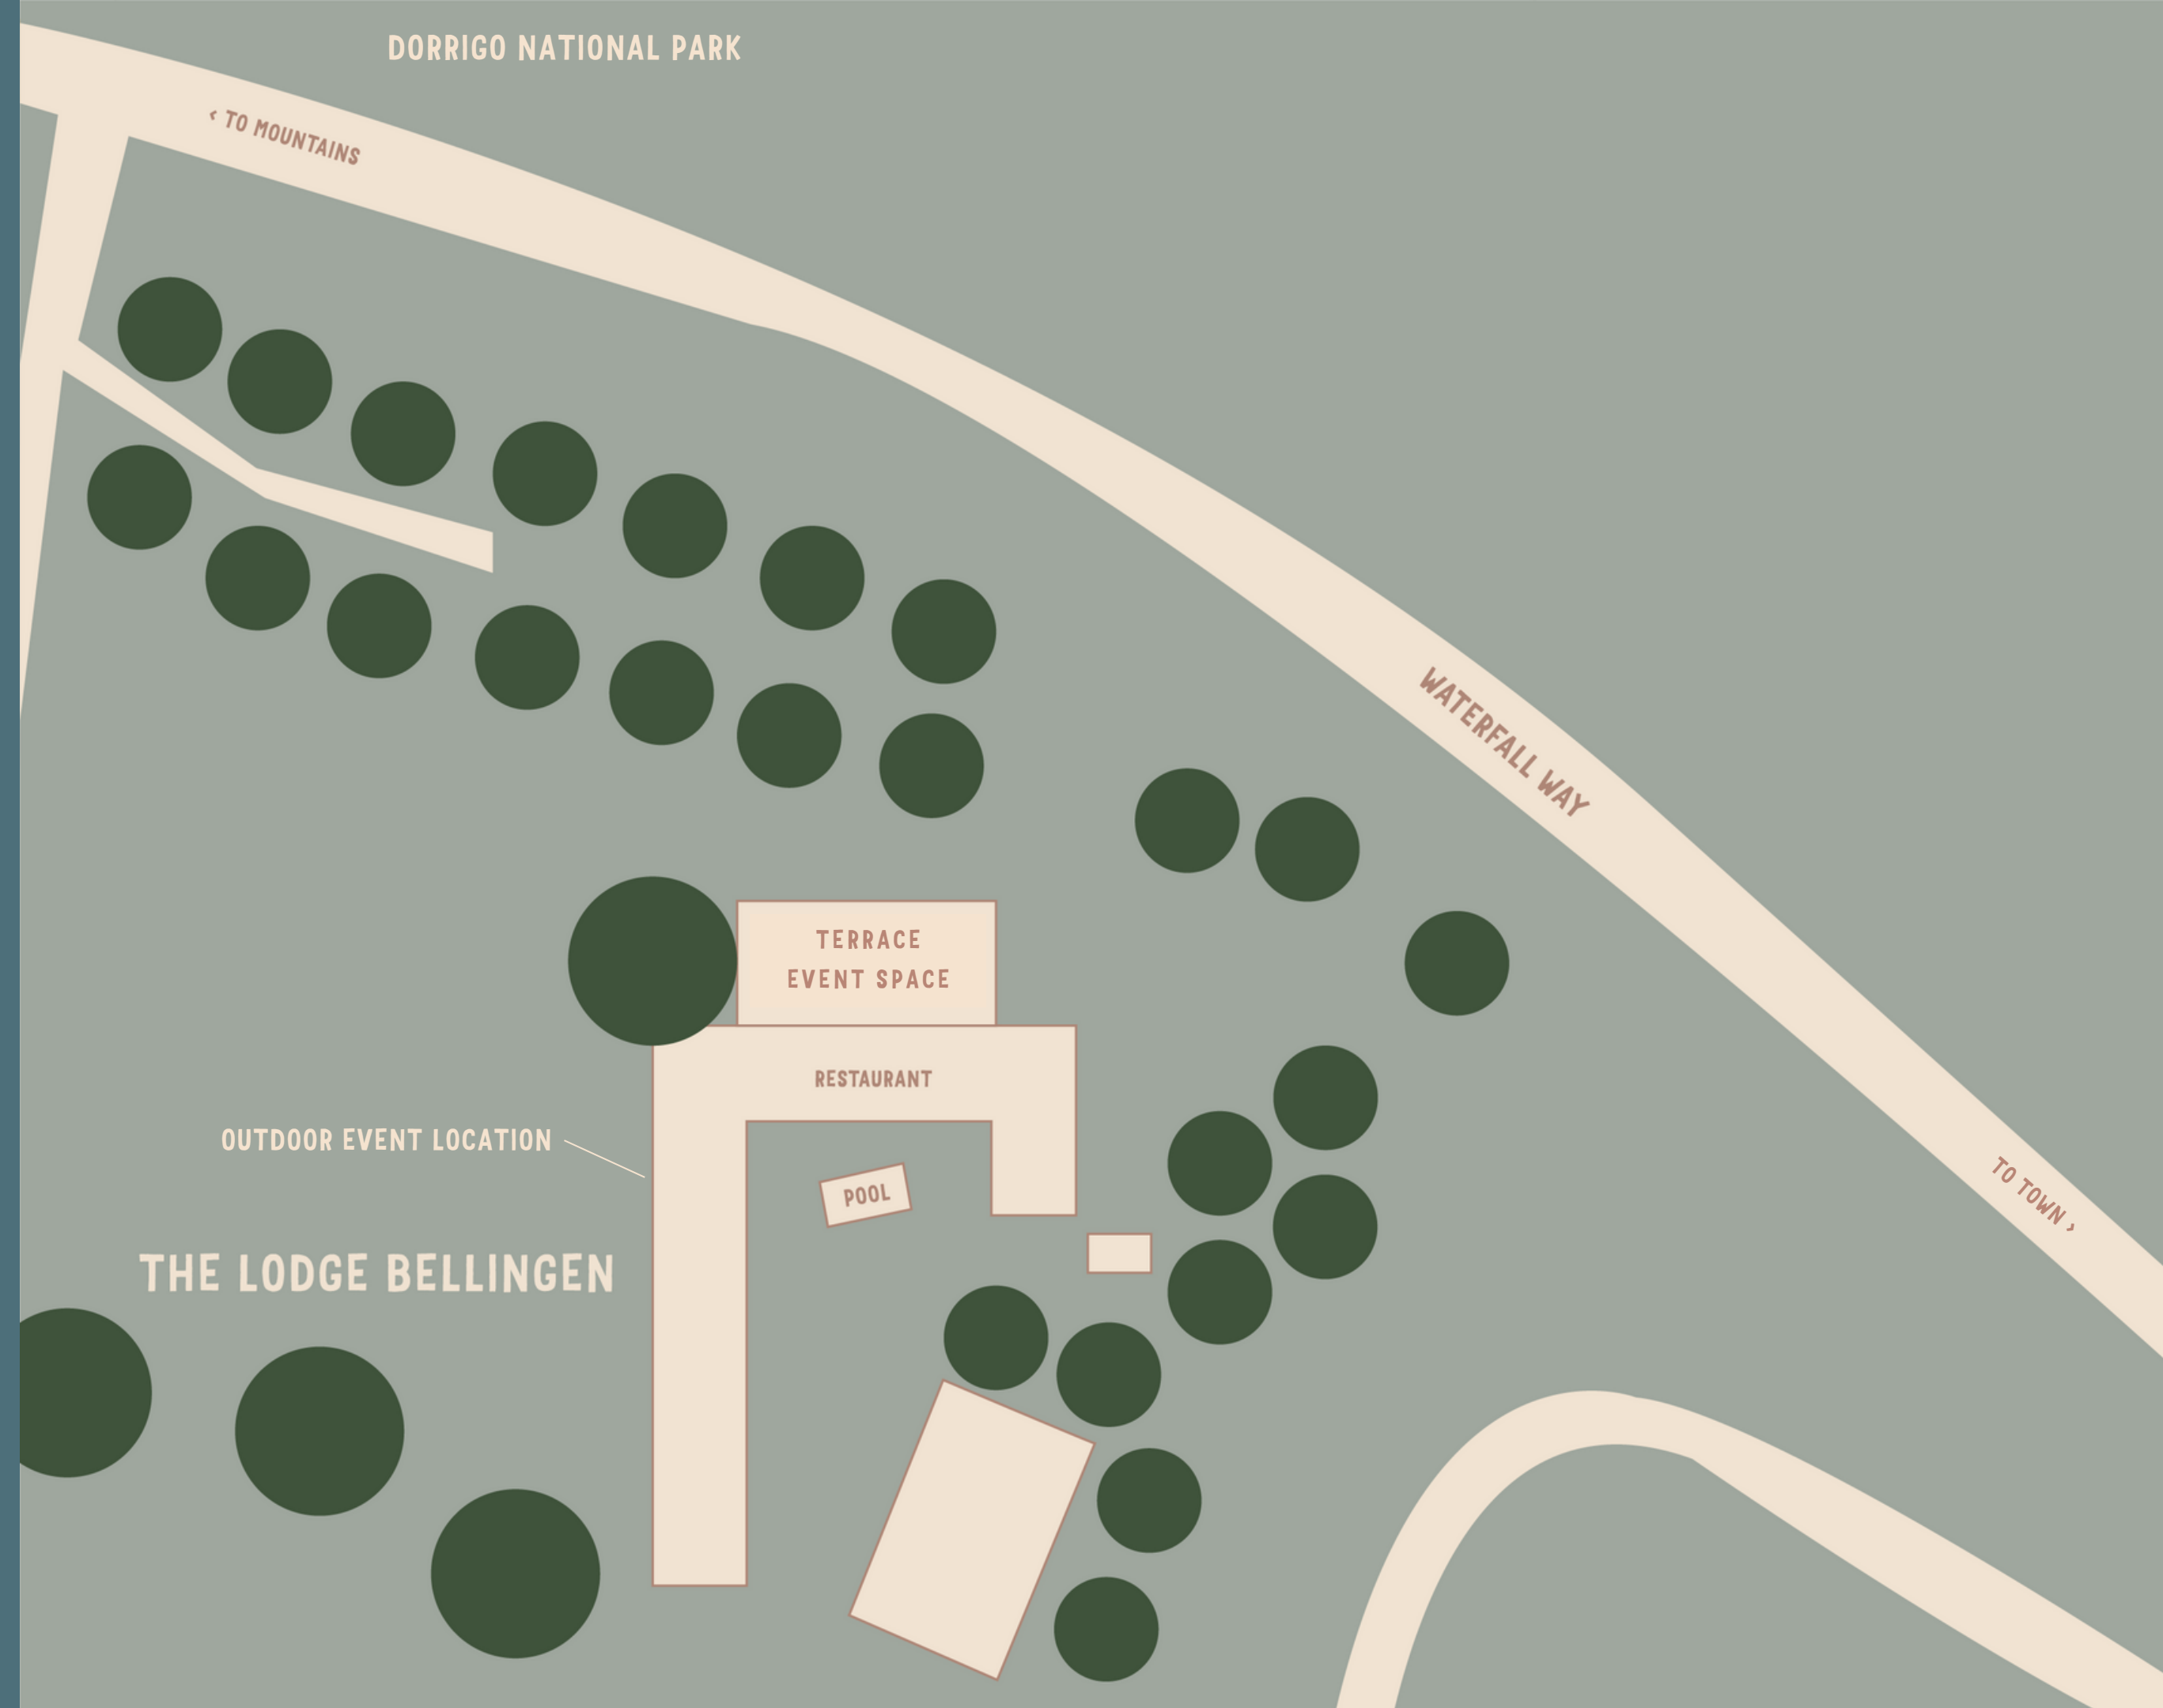 DORRIGO NATIONAL PARK
‹ TO MOUNTAINS
WATERFALL WAY
TERRACE
EVENT SPACE
RESTAURANT
OUTDOOR EVENT LOCATION
POOL
TO TOWN ›
THE LODGE BELLINGEN